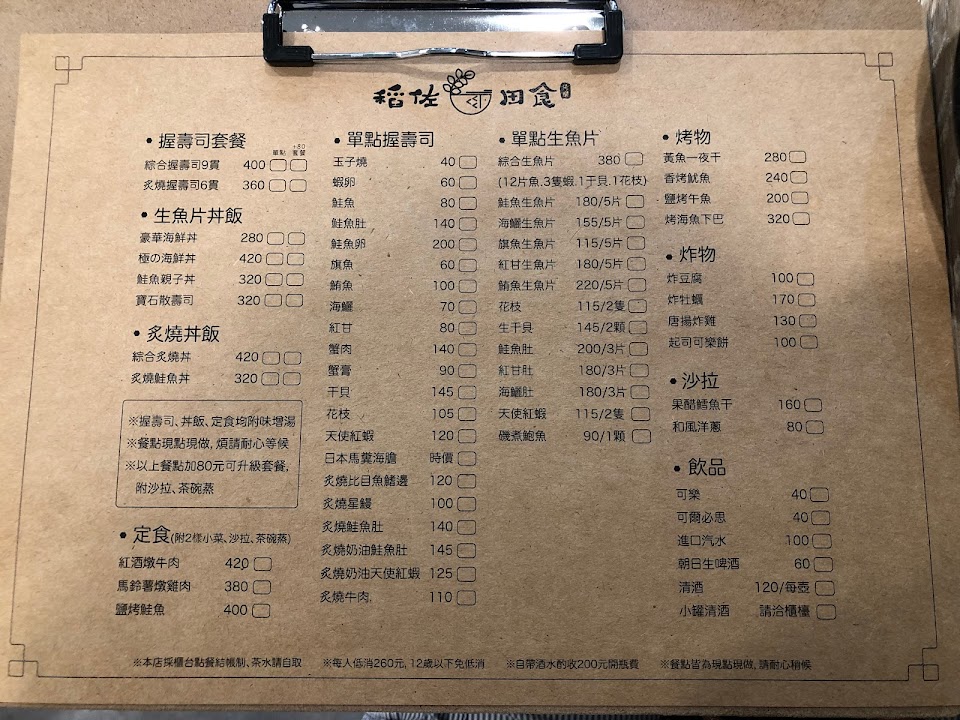 稻佐 田食
• 握壽司套餐
單點 +80套餐
綜合握壽司9貫 400
炙燒握壽司6貫 360
• 生魚片丼飯
豪華海鮮丼 280
極の海鮮丼 420
鮭魚親子丼 320
寶石散壽司 320
• 炙燒丼飯
綜合炙燒丼 420
炙燒鮭魚丼 320
※握壽司、丼飯、定食均附味增湯
※餐點現點現做, 煩請耐心等候
※以上餐點加80元可升級套餐,
附沙拉、茶碗蒸
• 定食(附2樣小菜、沙拉、茶碗蒸)
紅酒燉牛肉 420
馬鈴薯燉雞肉 380
鹽烤鮭魚 400
• 單點握壽司
玉子燒 40
蝦卵 60
鮭魚 80
鮭魚肚 140
鮭魚卵 200
旗魚 60
鮪魚 100
海鱺 70
紅甘 80
蟹肉 140
蟹膏 90
干貝 145
花枝 105
天使紅蝦 120
日本馬糞海膽 時價
炙燒比目魚鰭邊 120
炙燒星鰻 100
炙燒鮭魚肚 140
炙燒奶油鮭魚肚 145
炙燒奶油天使紅蝦 125
炙燒牛肉 110
• 單點生魚片
綜合生魚片 380
(12片魚.3隻蝦.1干貝.1花枝)
鮭魚生魚片 180/5片
海鱺生魚片 155/5片
旗魚生魚片 115/5片
紅甘生魚片 180/5片
鮪魚生魚片 220/5片
花枝 115/2隻
生干貝 145/2顆
鮭魚肚 200/3片
紅甘肚 180/3片
海鱺肚 180/3片
天使紅蝦 115/2隻
磯煮鮑魚 90/1顆
• 烤物
黃魚一夜干 280
香烤魷魚 240
鹽烤午魚 200
烤海魚下巴 320
• 炸物
炸豆腐 100
炸牡蠣 170
唐揚炸雞 130
起司可樂餅 100
• 沙拉
果醋鱈魚干 160
和風洋蔥 80
• 飲品
可樂 40
可爾必思 40
進口汽水 100
朝日生啤酒 60
清酒 120/每壺
小罐清酒 請洽櫃檯
※本店採櫃台點餐結帳制、茶水請自取
※每人低消260元, 12歲以下免低消
※自帶酒水酌收200元開瓶費
※餐點皆為現點現做, 請耐心稍候